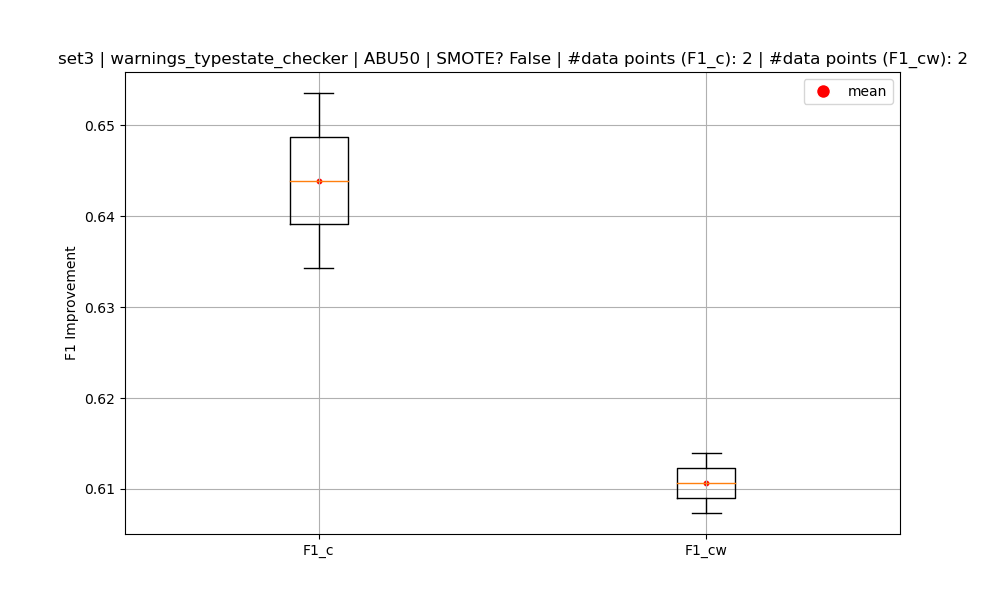 set3 | warnings_typestate_checker | ABU50 | SMOTE? False | #data points (F1_c): 2 | #data points (F1_cw): 2
mean
0.65
0.64
0.63
0.62
0.61
F1 Improvement
F1_c
F1_cw